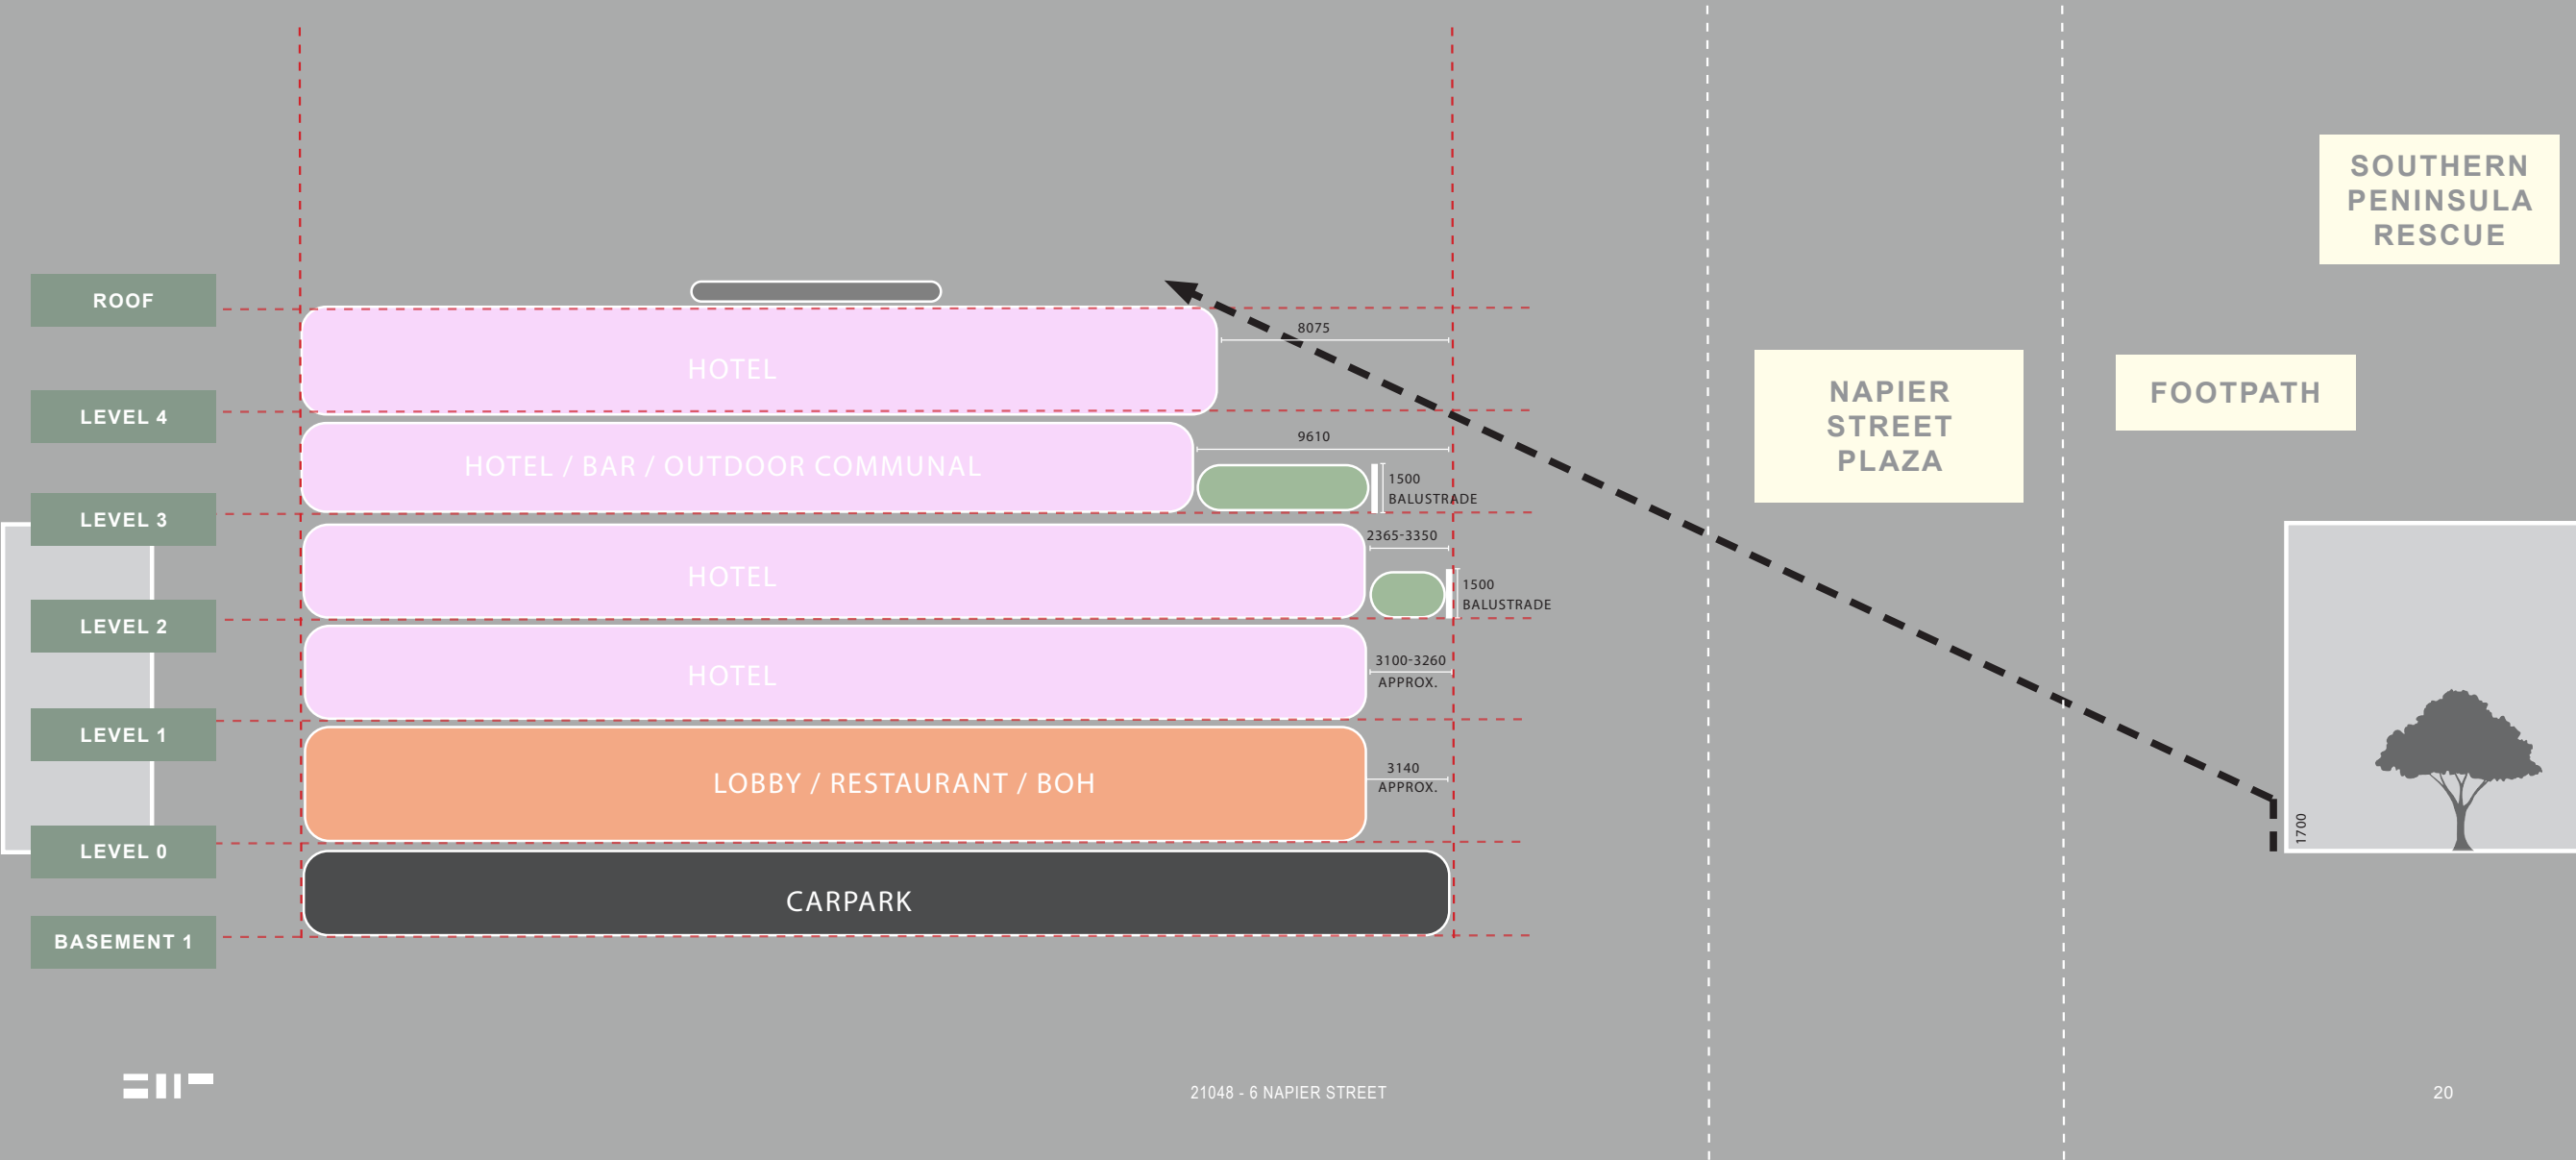 SOUTHERN
PENINSULA
RESCUE
ROOF
8075
HOTEL
NAPIER
STREET
PLAZA
FOOTPATH
LEVEL 4
9610
HOTEL / BAR / OUTDOOR COMMUNAL
1500
BALUSTRADE
LEVEL 3
2365-3350
HOTEL
1500
BALUSTRADE
LEVEL 2
3100-3260
APPROX.
HOTEL
LEVEL 1
3140
APPROX.
LOBBY / RESTAURANT / BOH
1700
LEVEL 0
CARPARK
BASEMENT 1
21048 - 6 NAPIER STREET
20